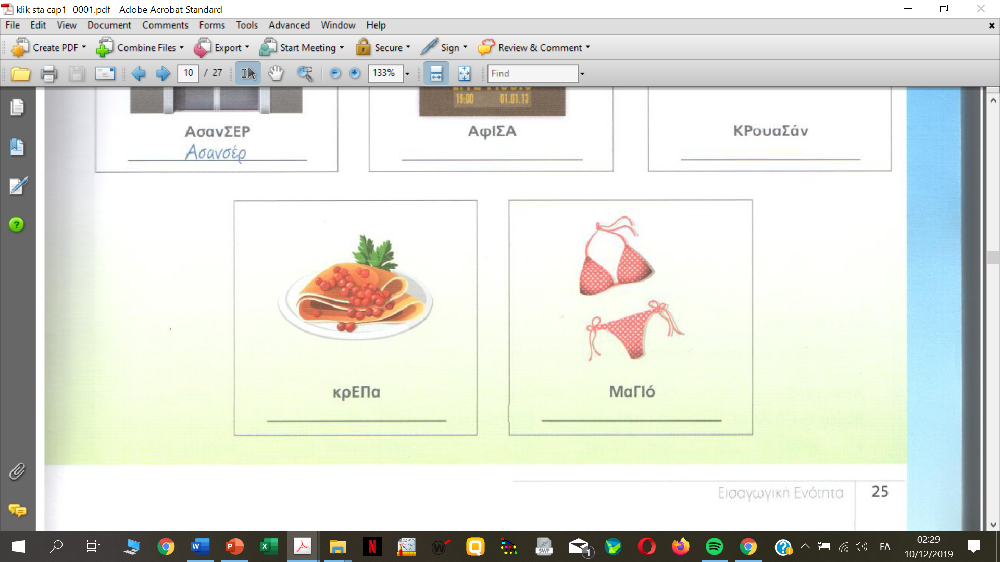 klik sta cap1- 0001.pdf - Adobe Acrobat Standard
File Edit View Document Comments Forms Tools Advanced Window Help
Create PDF Combine Files Export Start Meeting Secure Sign Review & Comment
10 / 27 133% Find
19:00 01.01.13
ΑσανΣΕΡ ΑφΙΣΑ ΚΡουαΣάν
Ασανσέρ
κρΕΠα ΜαΓΙό
Εισαγωγική Ενότητα 25
W P X N W Q SWF 1 ΕΛ
02:29
10/12/2019